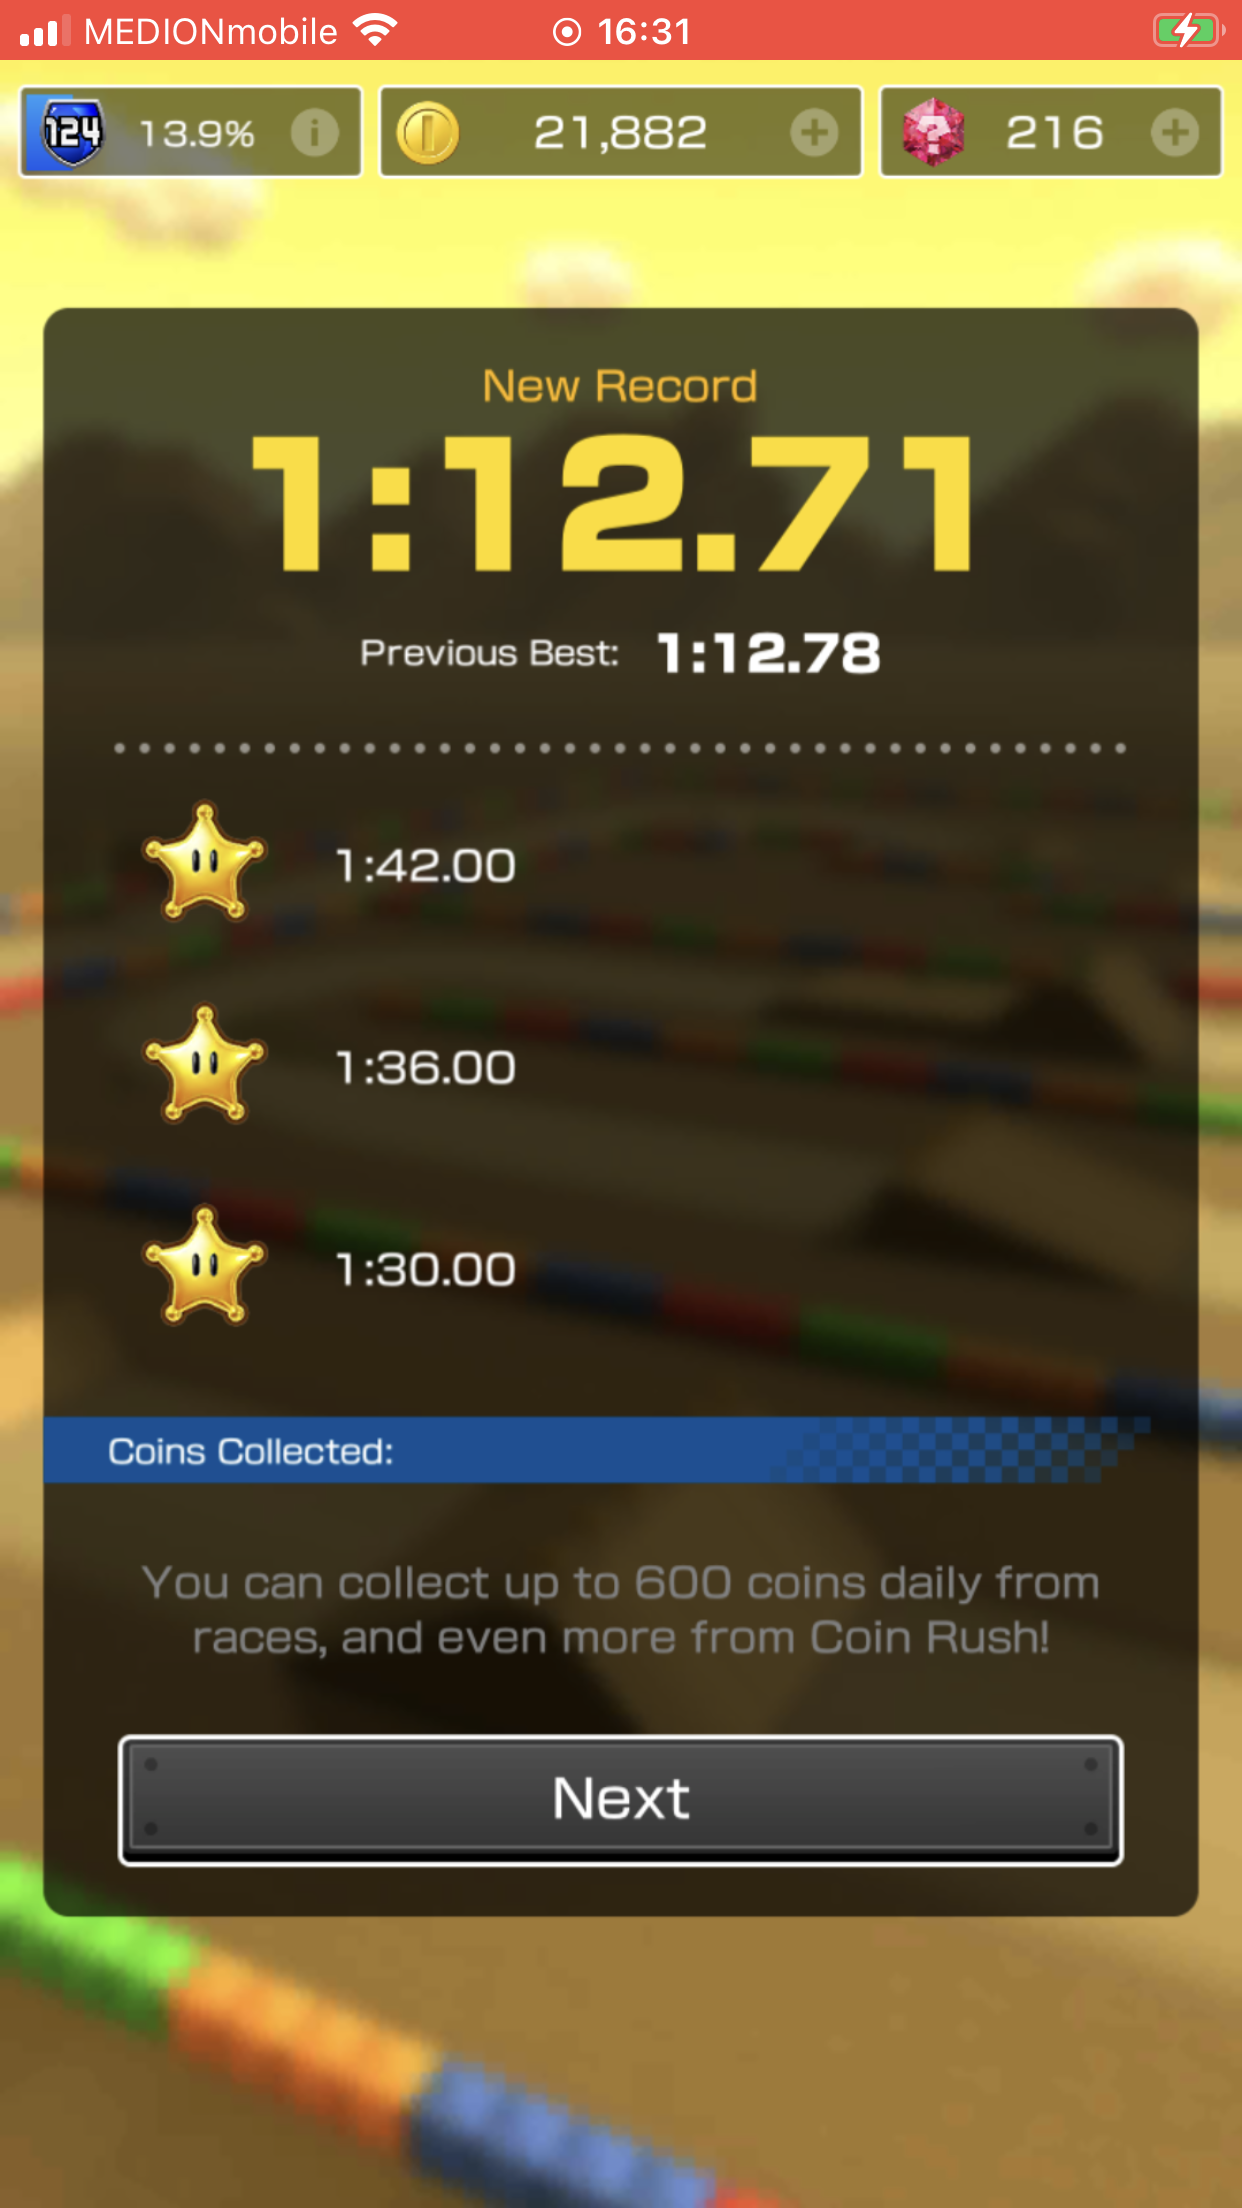 MEDIONmobile 16:31
124 13.9% i 21,882 + ? 216 +
New Record
1:12.71
Previous Best: 1:12.78
1:42.00
1:36.00
1:30.00
Coins Collected:
You can collect up to 600 coins daily from
races, and even more from Coin Rush!
Next